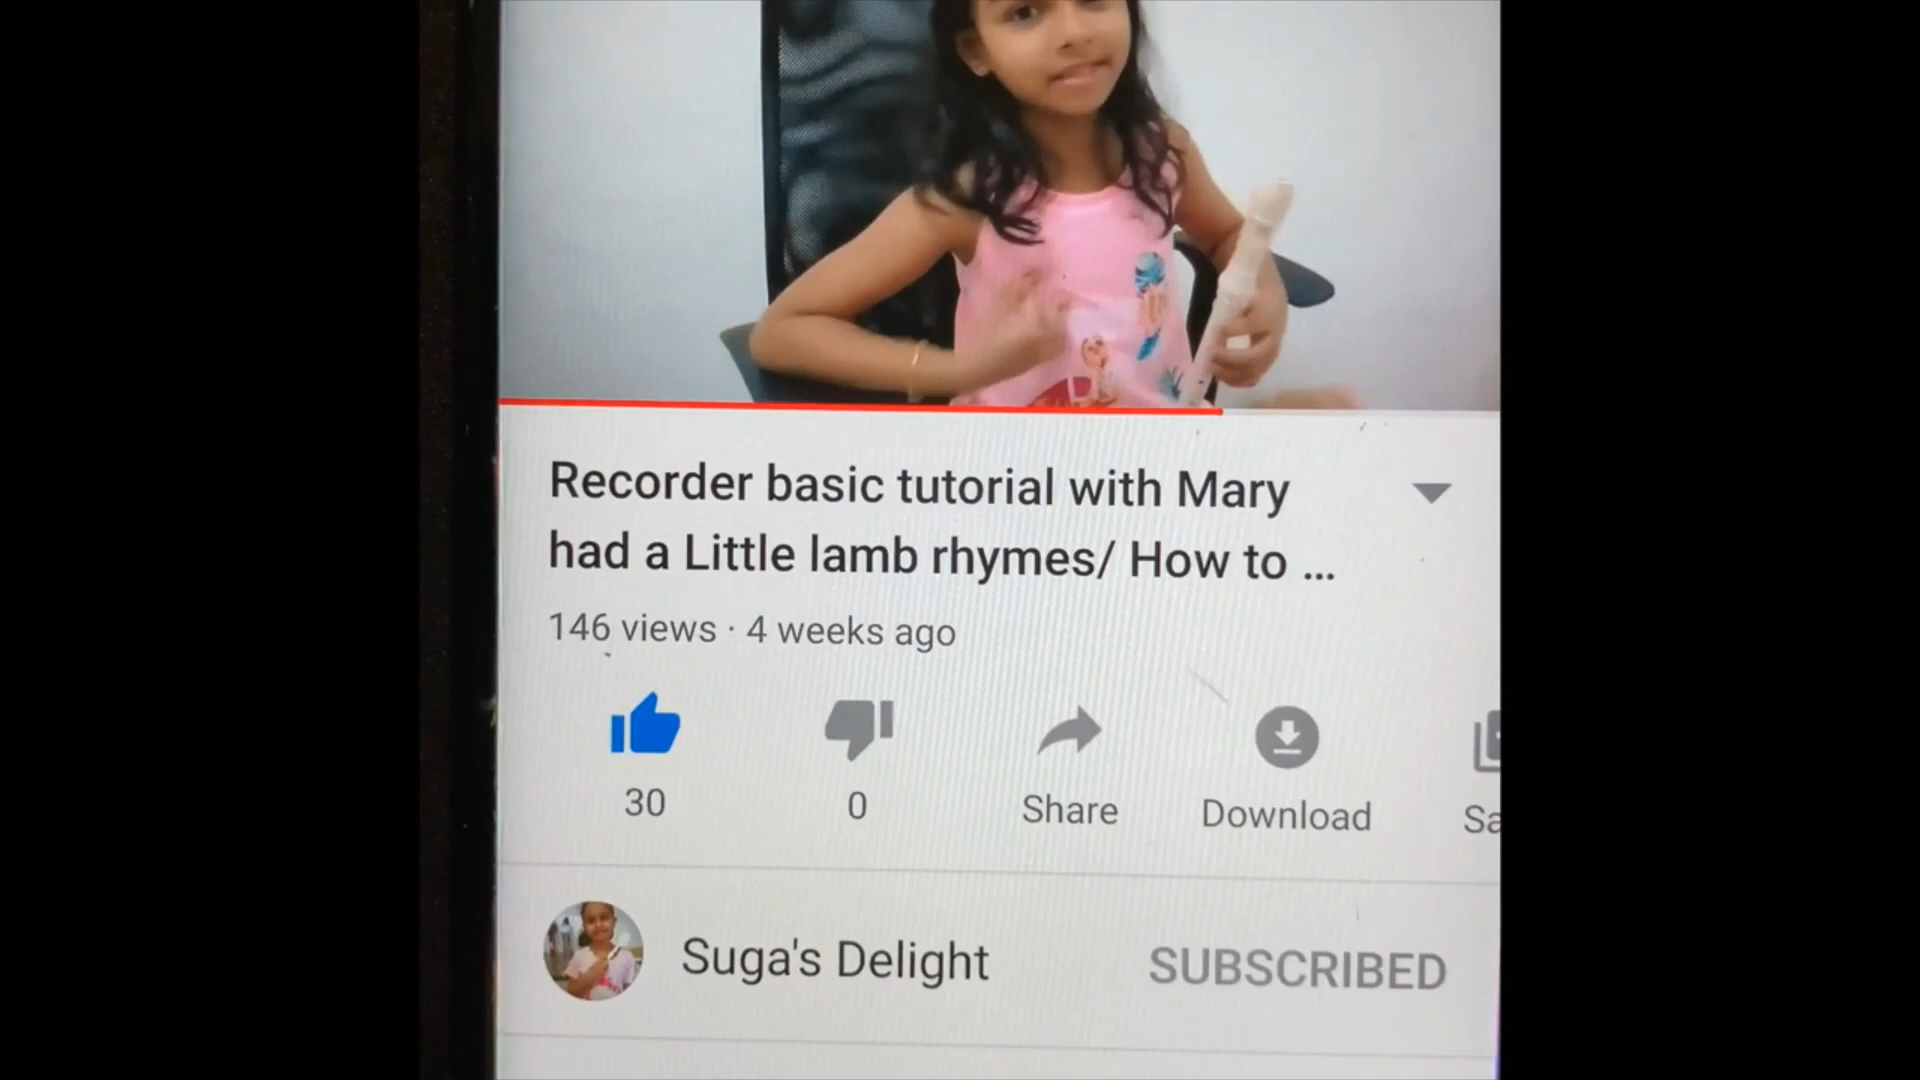 Recorder basic tutorial with Mary
had a Little lamb rhymes/ How to ...
146 views · 4 weeks ago
30
0
Share
Download
Sa
Suga's Delight
SUBSCRIBED